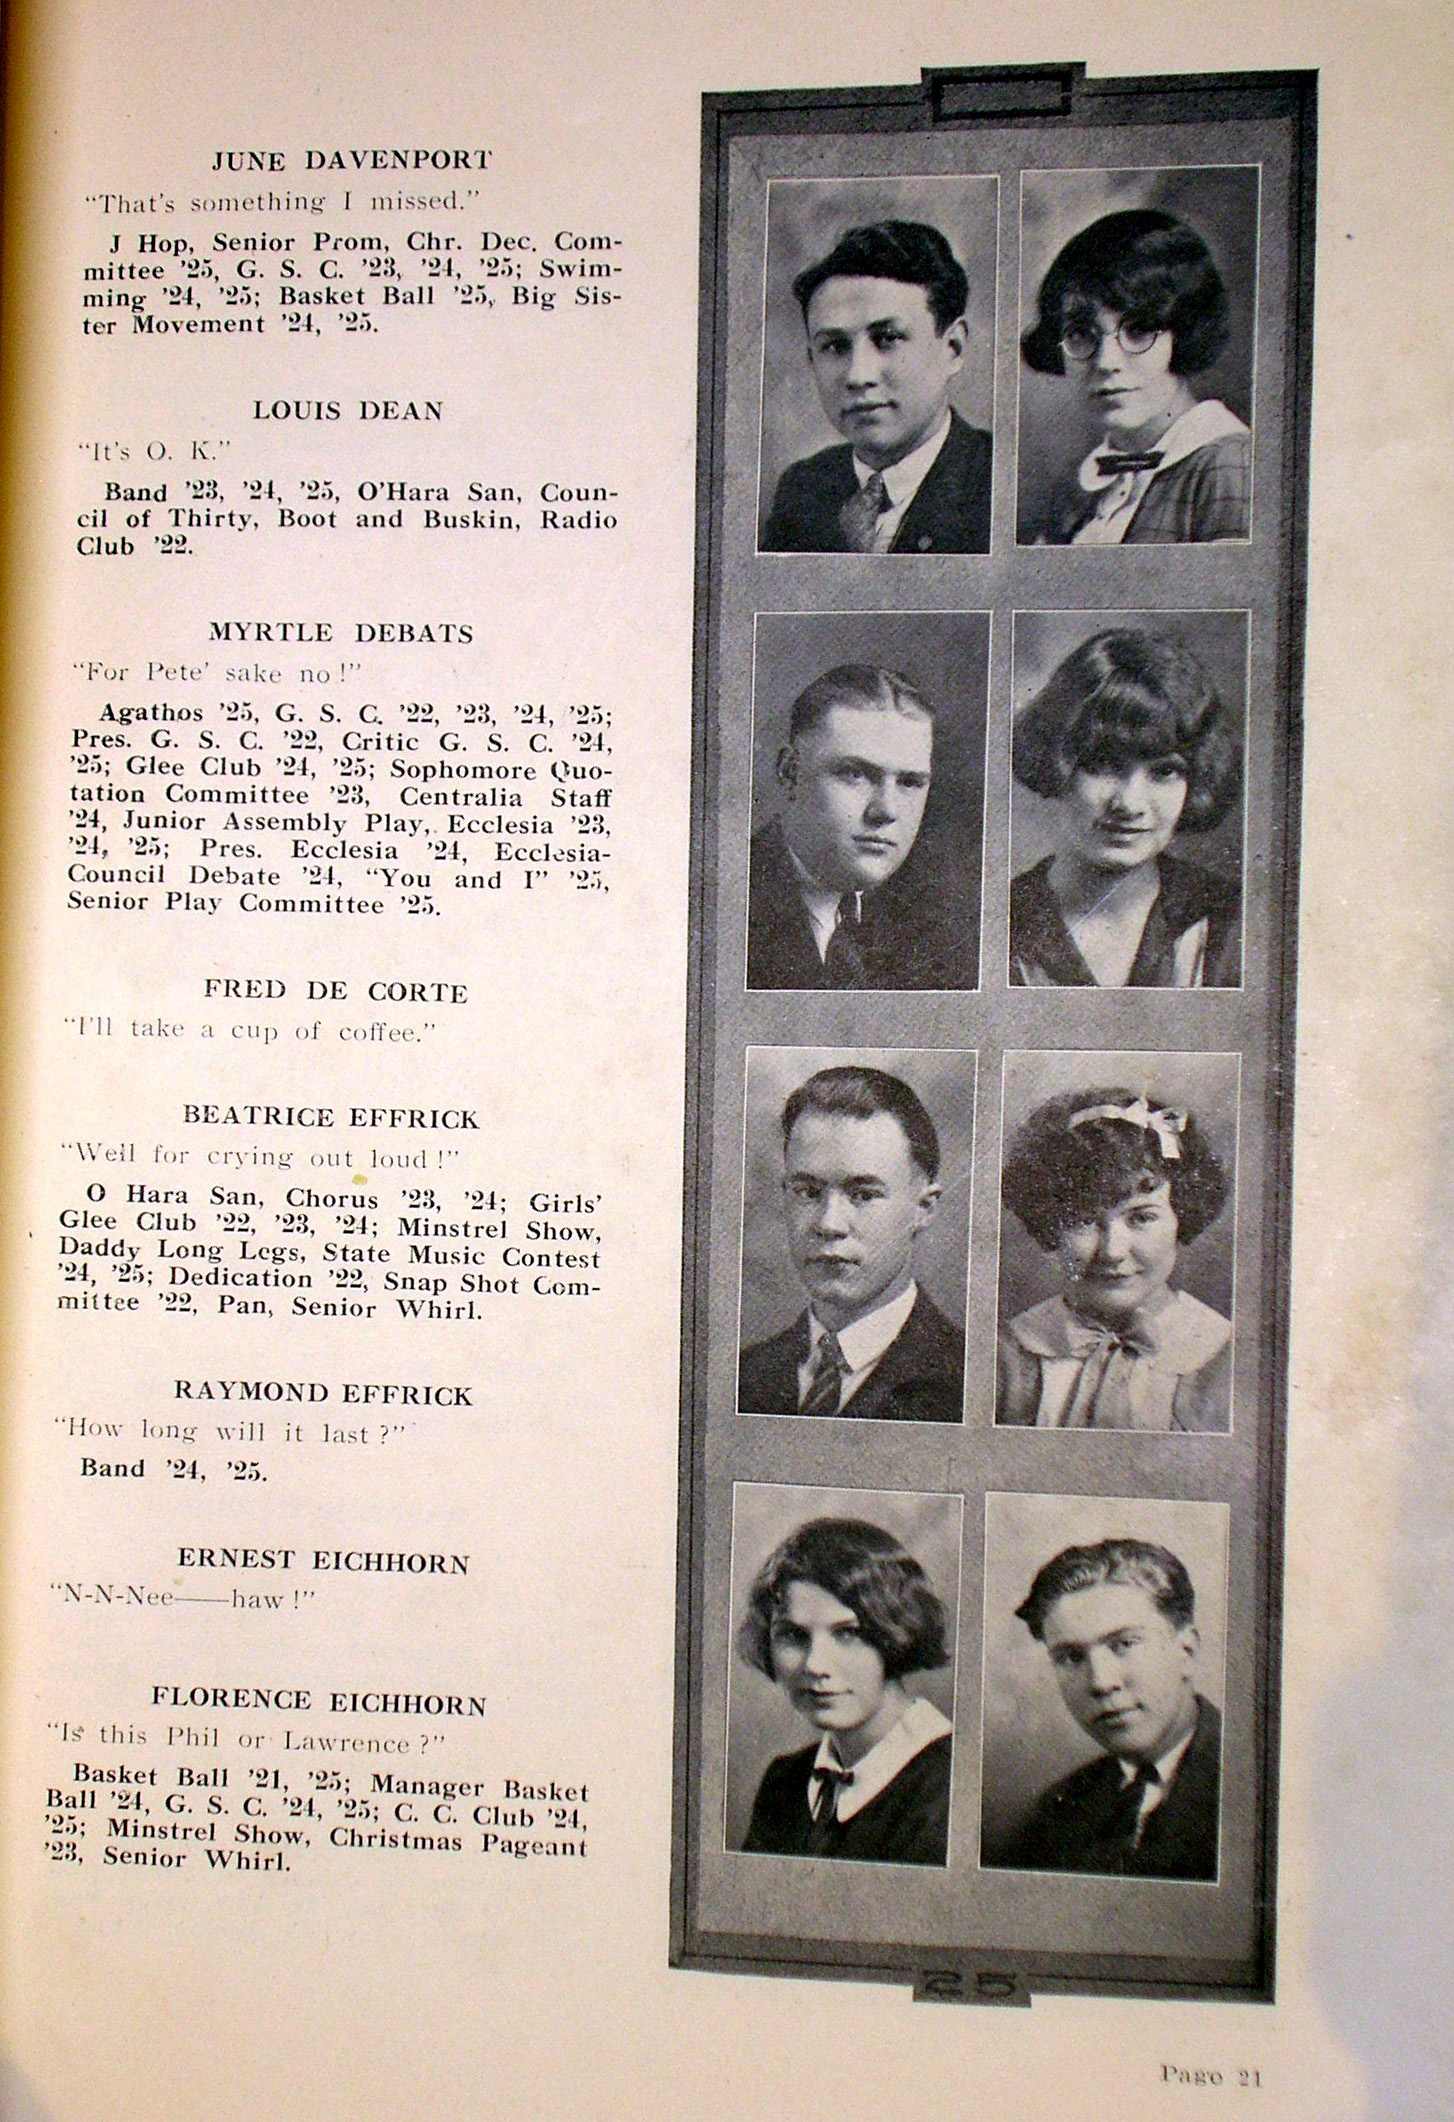 JUNE DAVENPORT
"That's something I missed."
J Hop, Senior Prom, Chr. Dec. Com-
mittee '25, G. S. C. '23, '24, '25; Swim-
ming '24, '25; Basket Ball '25, Big Sis-
ter Movement '24, '25.
LOUIS DEAN
"It's O. K."
Band '23, '24, '25, O'Hara San, Coun-
cil of Thirty, Boot and Buskin, Radio
Club '22.
MYRTLE DEBATS
"For Pete' sake no!"
Agathos '25, G. S. C. '22, '23, '24, '25;
Pres. G. S. C. '22, Critic G. S. C. '24,
'25; Glee Club '24, '25; Sophomore Quo-
tation Committee '23, Centralia Staff
'24, Junior Assembly Play, Ecclesia '23,
'24, '25; Pres. Ecclesia '24, Ecclesia-
Council Debate '24, "You and I" '25,
Senior Play Committee '25.
FRED DE CORTE
"I'll take a cup of coffee."
BEATRICE EFFRICK
"Well for crying out loud!"
O Hara San, Chorus '23, '24; Girls'
Glee Club '22, '23, '24; Minstrel Show,
Daddy Long Legs, State Music Contest
'24, '25; Dedication '22, Snap Shot Com-
mittee '22, Pan, Senior Whirl.
RAYMOND EFFRICK
"How long will it last?"
Band '24, '25.
ERNEST EICHHORN
"N-N-Nee——haw!"
FLORENCE EICHHORN
"Is this Phil or Lawrence?"
Basket Ball '21, '25; Manager Basket
Ball '24, G. S. C. '24, '25; C. C. Club '24,
'25; Minstrel Show, Christmas Pageant
'23, Senior Whirl.
25
Page 21